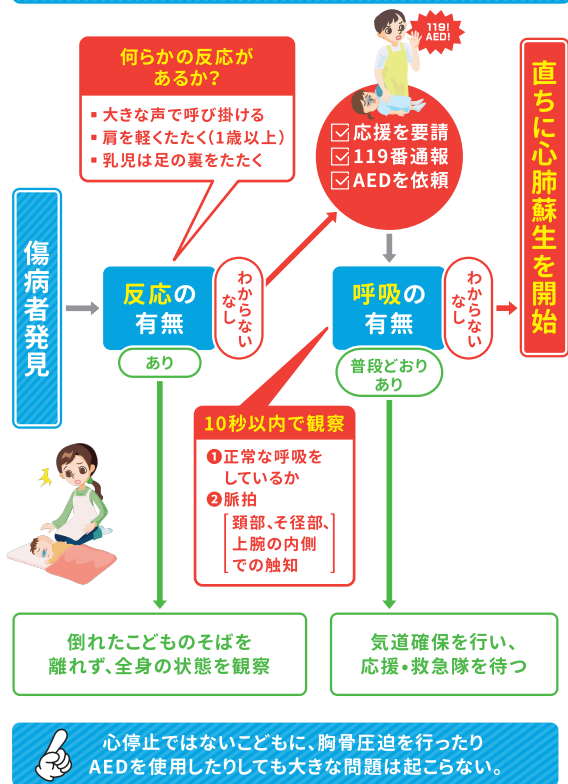 119!
AED!
何らかの反応が
あるか？
▪大きな声で呼び掛ける
▪肩を軽くたたく(1歳以上)
▪乳児は足の裏をたたく
☑応援を要請
☑119番通報
☑AEDを依頼
直ちに心肺蘇生を開始
傷病者発見
反応の
有無
わからない
なし
あり
呼吸の
有無
わからない
なし
普段どおり
あり
10秒以内で観察
❶正常な呼吸を
しているか
❷脈拍
頸部、そ径部、
上腕の内側
での触知
倒れたこどものそばを
離れず、全身の状態を観察
気道確保を行い、
応援・救急隊を待つ
心停止ではないこどもに、胸骨圧迫を行ったり
AEDを使用したりしても大きな問題は起こらない。